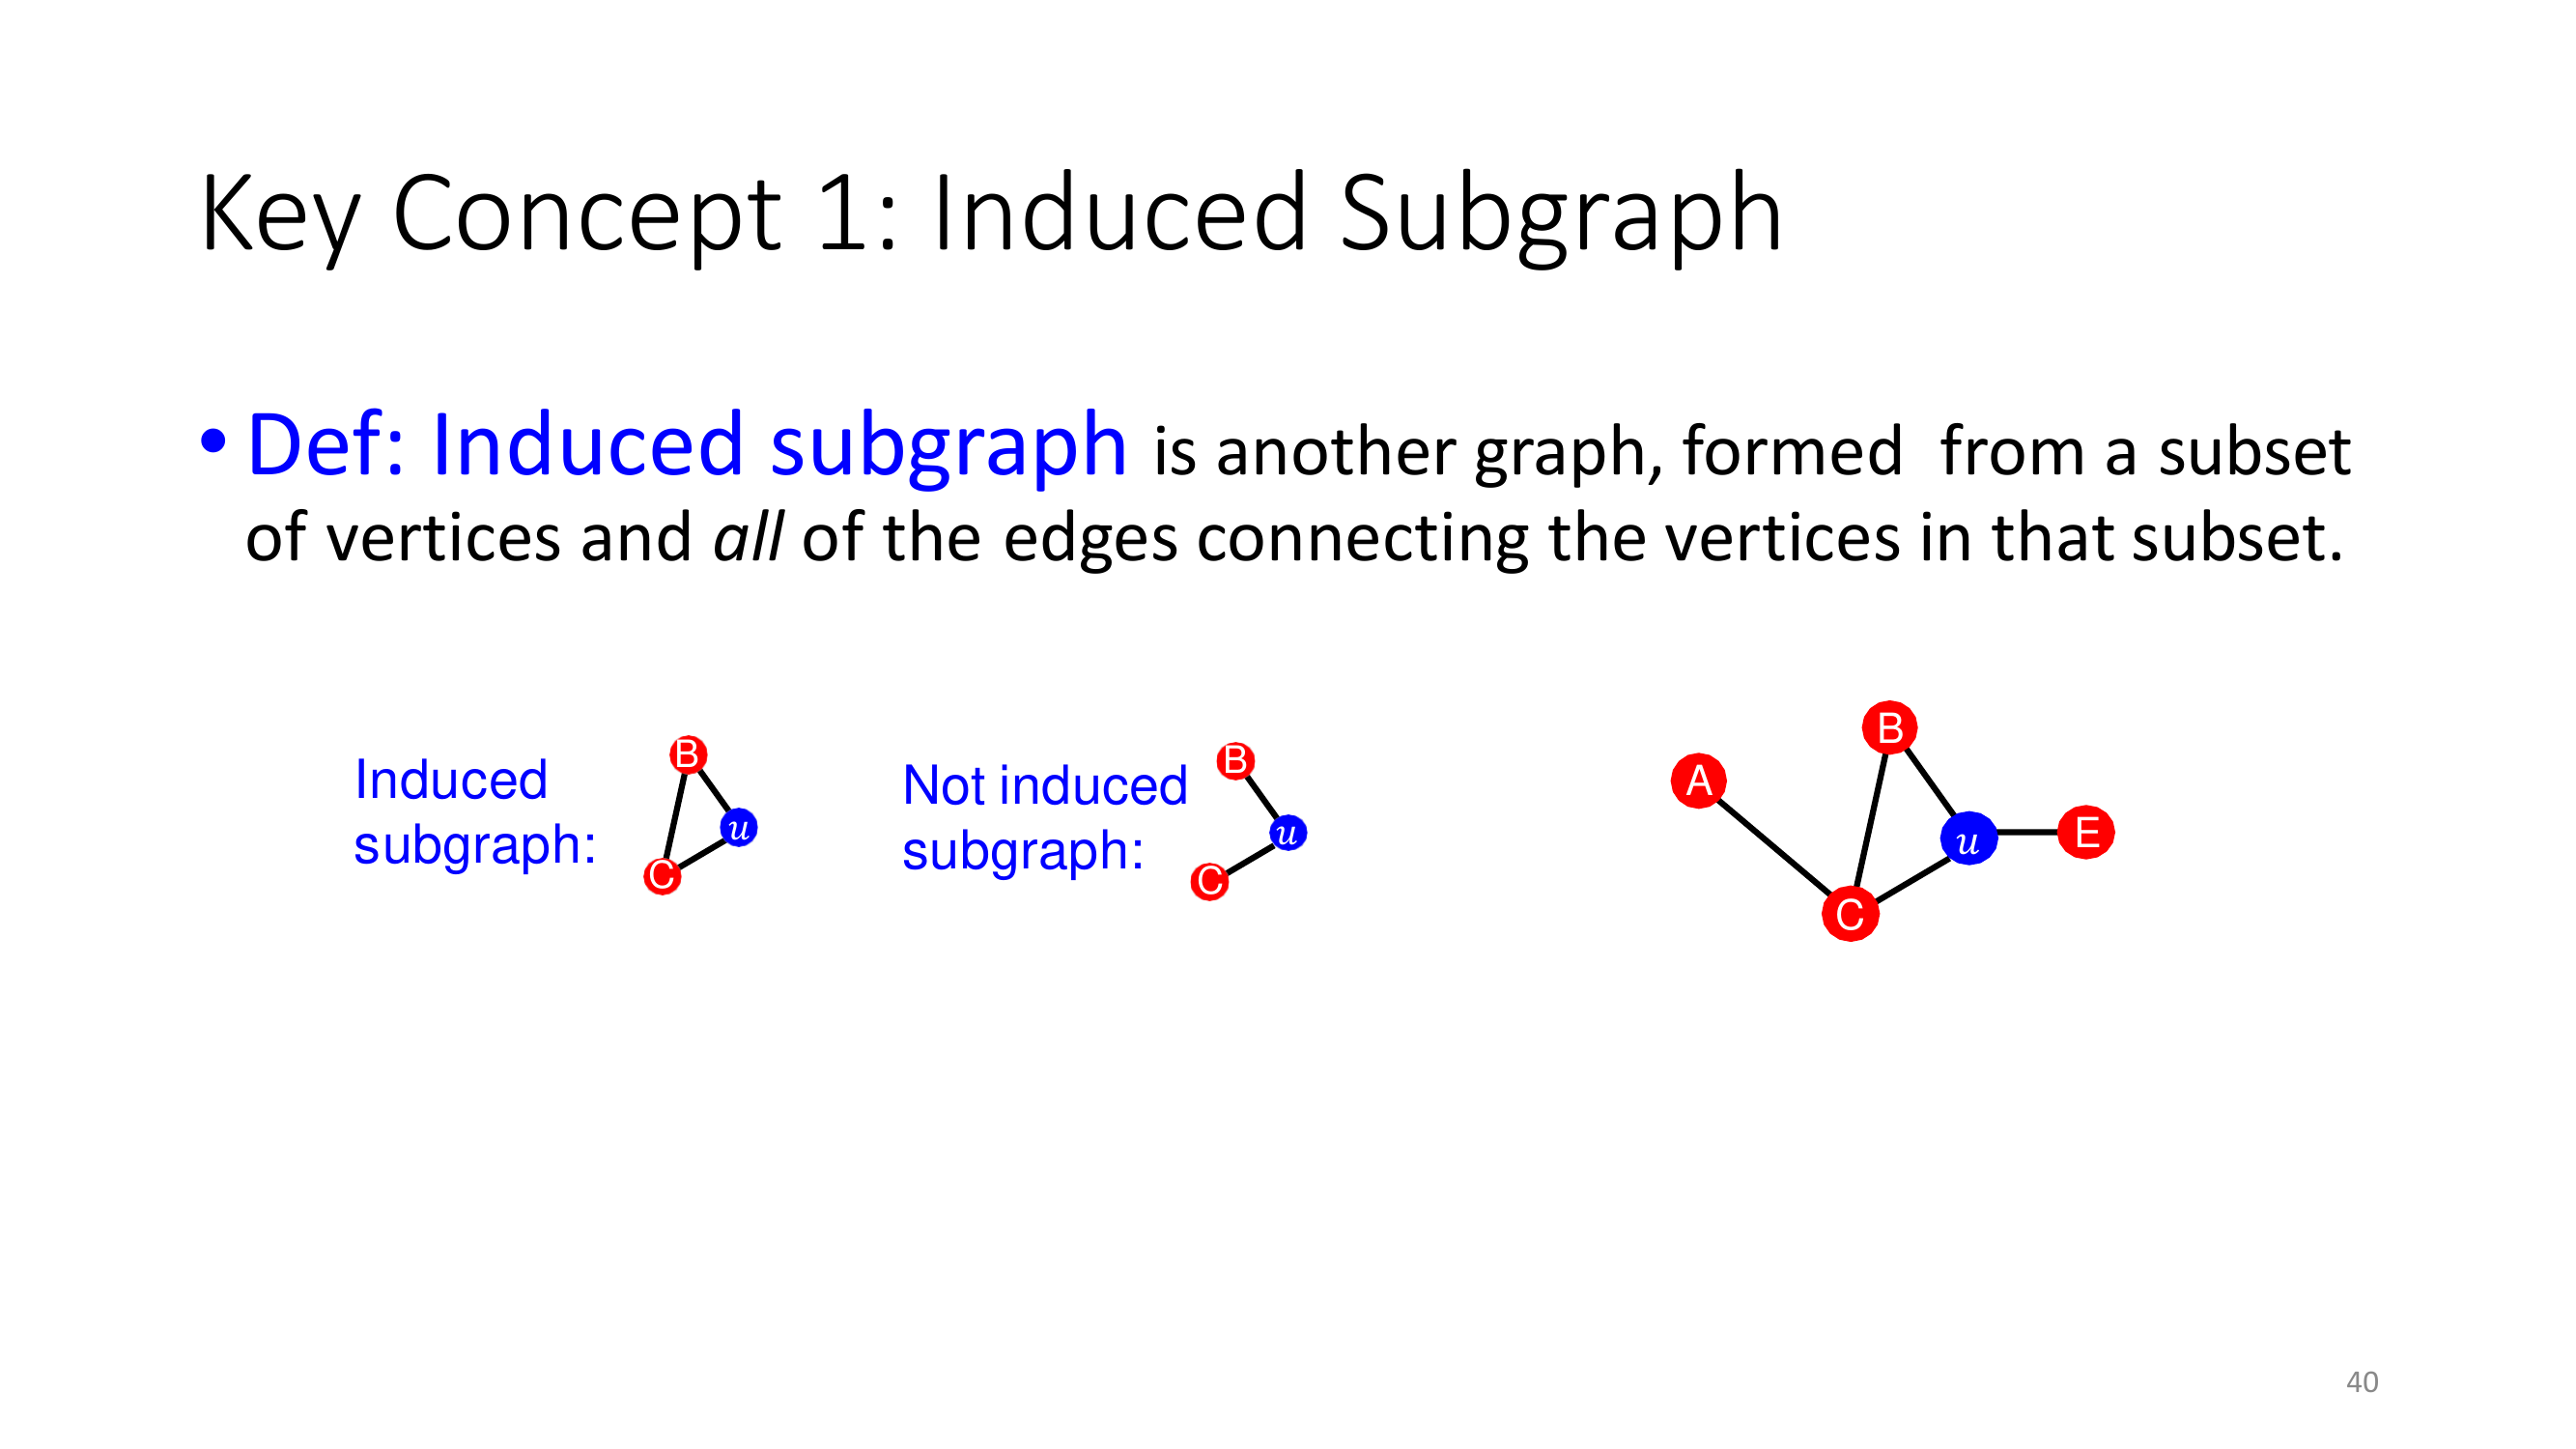 Key Concept 1: Induced Subgraph
• Def: Induced subgraph is another graph, formed  from a subset
of vertices and all of the edges connecting the vertices in that subset.
Induced
subgraph:
B
u
C
Not induced
subgraph:
B
u
C
A
B
u
E
C
40